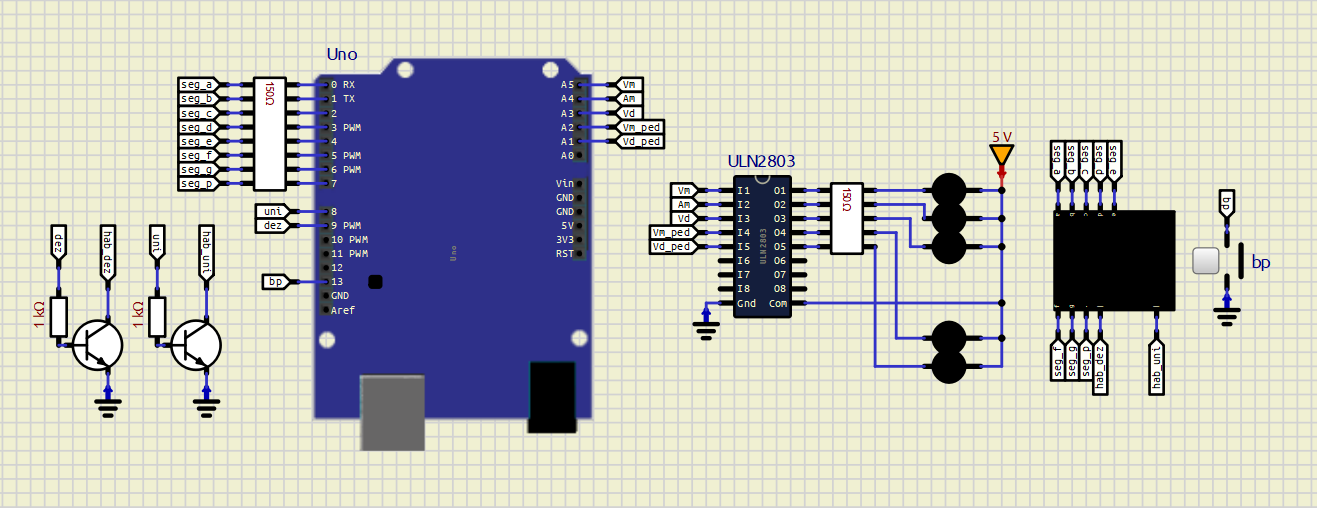 Uno
seg_a
seg_b
seg_c
seg_d
seg_e
seg_f
seg_g
seg_p
150Ω
0 RX
1 TX
2
3 PWM
4
5 PWM
6 PWM
7
uni
dez
bp
8
9 PWM
10 PWM
11 PWM
12
13
GND
Aref
Uno
A5
A4
A3
A2
A1
A0
Vin
GND
GND
5V
3V3
RST
Vm
Am
Vd
Vm_ped
Vd_ped
dez
hab_dez
uni
hab_uni
1 kΩ
1 kΩ
ULN2803
Vm
Am
Vd
Vm_ped
Vd_ped
I1
I2
I3
I4
I5
I6
I7
I8
Gnd
ULN2803
O1
O2
O3
O4
O5
O6
O7
O8
Com
150Ω
5 V
seg_a
seg_b
seg_c
seg_d
seg_e
a
b
c
d
e
f
g
seg_f
seg_g
seg_p
hab_dez
hab_uni
bp
bp